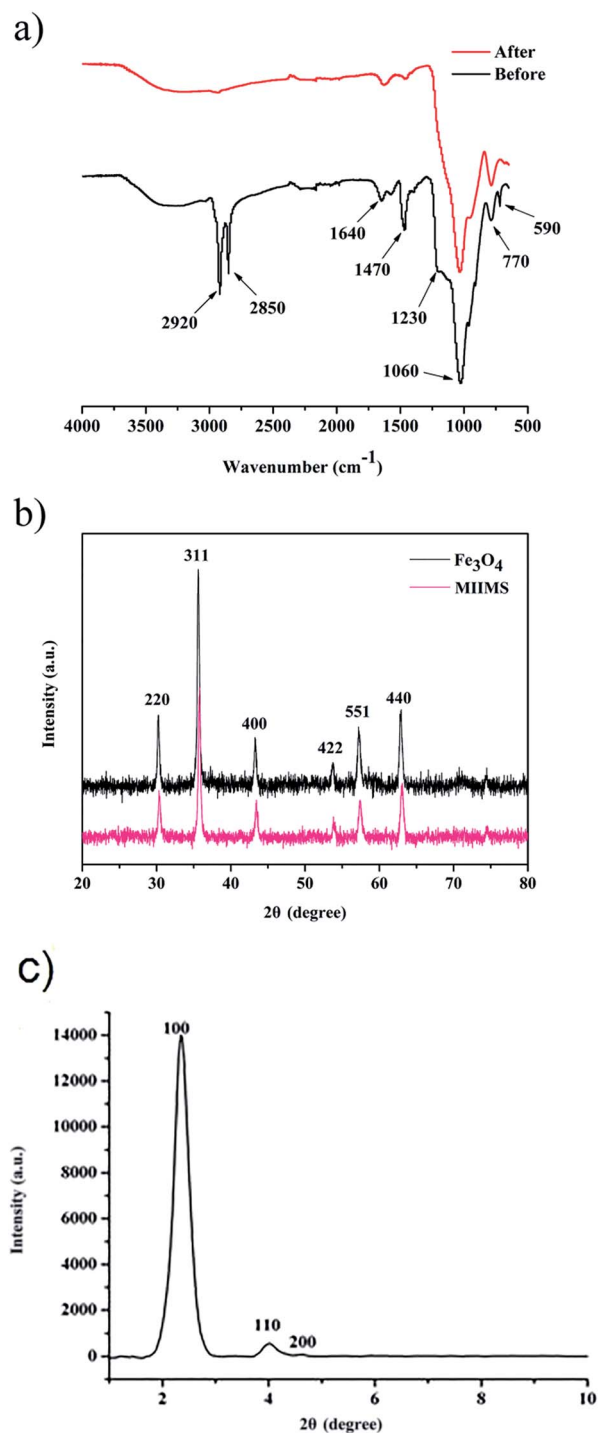 a)
After
Before
2920
2850
1640
1470
1230
1060
770
590
4000 3500 3000 2500 2000 1500 1000 500
Wavenumber (cm-1)
b)
Fe3O4
MIIMS
220
311
400
422
551
440
Intensity (a.u.)
20 30 40 50 60 70 80
2θ (degree)
c)
14000
12000
10000
8000
6000
4000
2000
0
Intensity (a.u.)
100
110
200
2 4 6 8 10
2θ (degree)